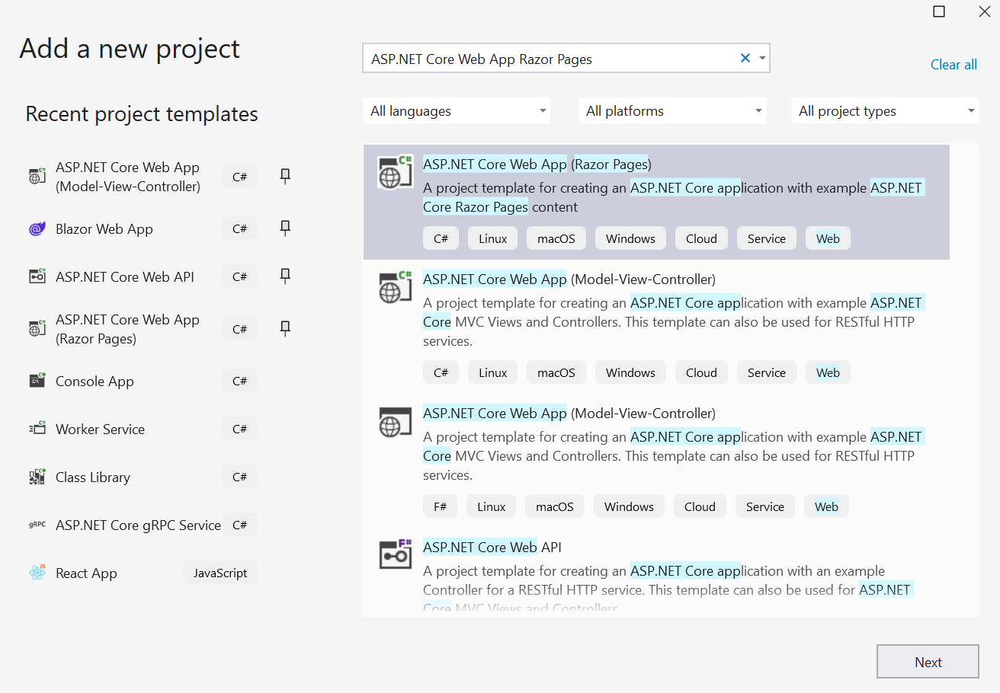 Add a new project
ASP.NET Core Web App Razor Pages
Clear all
Recent project templates
ASP.NET Core Web App
(Model-View-Controller)
C#
Blazor Web App
C#
ASP.NET Core Web API
C#
ASP.NET Core Web App
(Razor Pages)
C#
Console App
C#
Worker Service
C#
Class Library
C#
gRPC
ASP.NET Core gRPC Service
C#
React App
JavaScript
All languages
All platforms
All project types
C#
ASP.NET Core Web App (Razor Pages)
A project template for creating an ASP.NET Core application with example ASP.NET
Core Razor Pages content
C# Linux macOS Windows Cloud Service Web
C#
ASP.NET Core Web App (Model-View-Controller)
A project template for creating an ASP.NET Core application with example ASP.NET
Core MVC Views and Controllers. This template can also be used for RESTful HTTP
services.
C# Linux macOS Windows Cloud Service Web
ASP.NET Core Web App (Model-View-Controller)
A project template for creating an ASP.NET Core application with example ASP.NET
Core MVC Views and Controllers. This template can also be used for RESTful HTTP
services.
F# Linux macOS Windows Cloud Service Web
F#
ASP.NET Core Web API
A project template for creating an ASP.NET Core application with an example
Controller for a RESTful HTTP service. This template can also be used for ASP.NET
Core MVC Views and Controllers.
Next